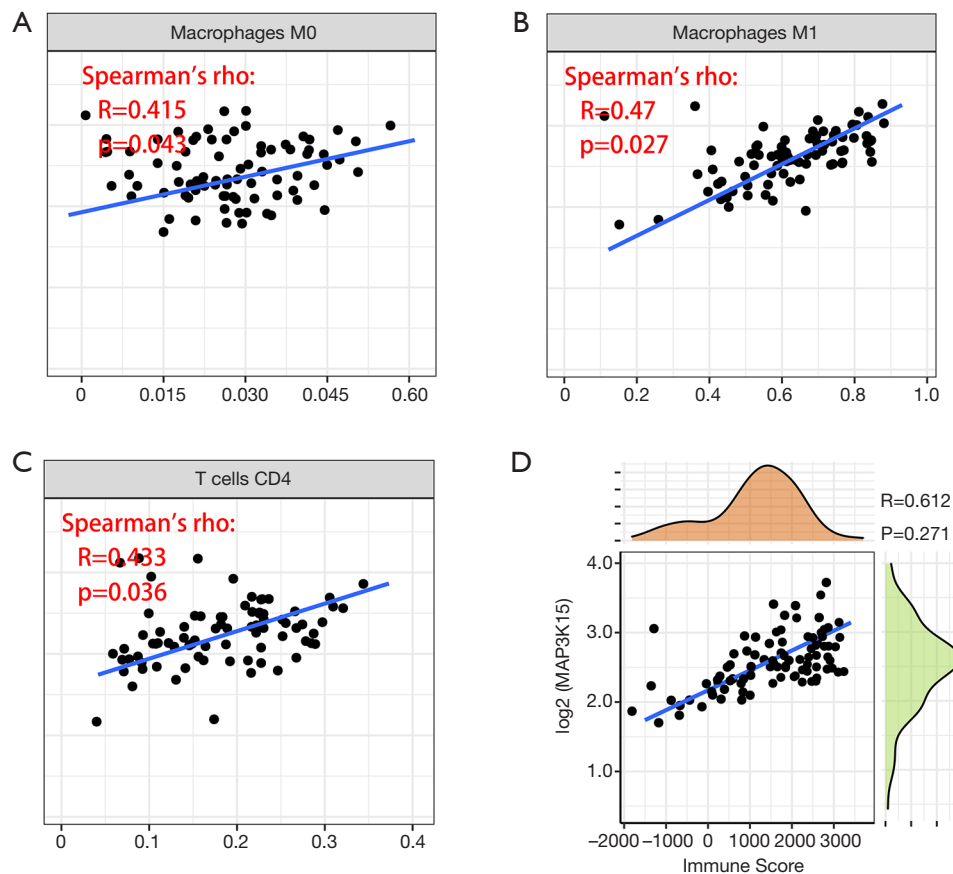 A
Macrophages M0
Spearman's rho:
R=0.415
p=0.043
0 0.015 0.030 0.045 0.60
B
Macrophages M1
Spearman's rho:
R=0.47
p=0.027
0 0.2 0.4 0.6 0.8 1.0
C
T cells CD4
Spearman's rho:
R=0.433
p=0.036
0 0.1 0.2 0.3 0.4
D
R=0.612
P=0.271
4.0
3.0
2.0
1.0
log2 (MAP3K15)
−2000 −1000 0 1000 2000 3000
Immune Score